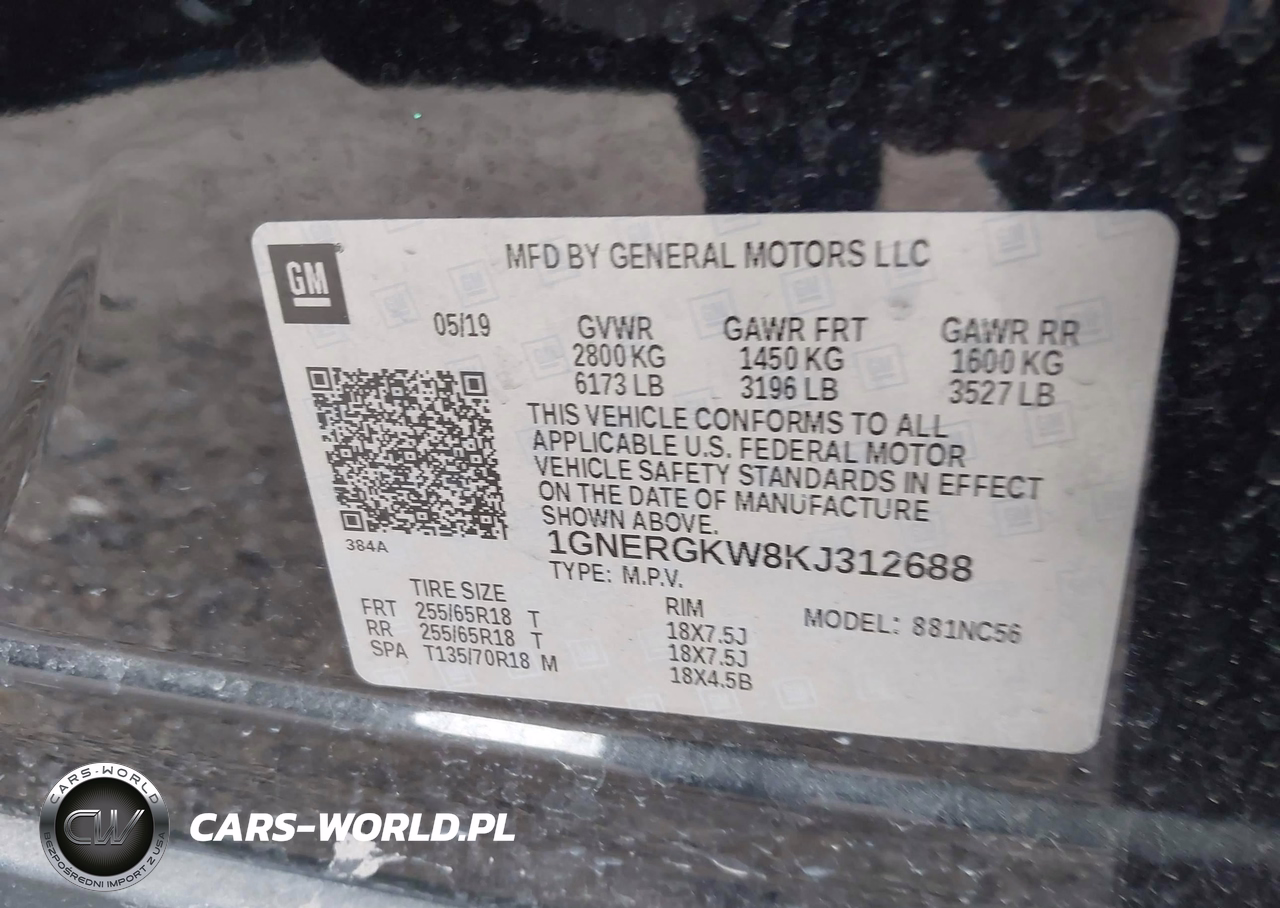 GM
MFD BY GENERAL MOTORS LLC
05/19
GVWR GAWR FRT GAWR RR
2800 KG 1450 KG 1600 KG
6173 LB 3196 LB 3527 LB
THIS VEHICLE CONFORMS TO ALL
APPLICABLE U.S. FEDERAL MOTOR
VEHICLE SAFETY STANDARDS IN EFFECT
ON THE DATE OF MANUFACTURE
SHOWN ABOVE.
384A
1GNERGKW8KJ312688
TYPE: M.P.V.
TIRE SIZE RIM MODEL: 881NC56
FRT 255/65R18 T 18X7.5J
RR 255/65R18 T 18X7.5J
SPA T135/70R18 M 18X4.5B
CARS-WORLD
CW
BEZPOŚREDNI IMPORT Z USA
CARS-WORLD.PL